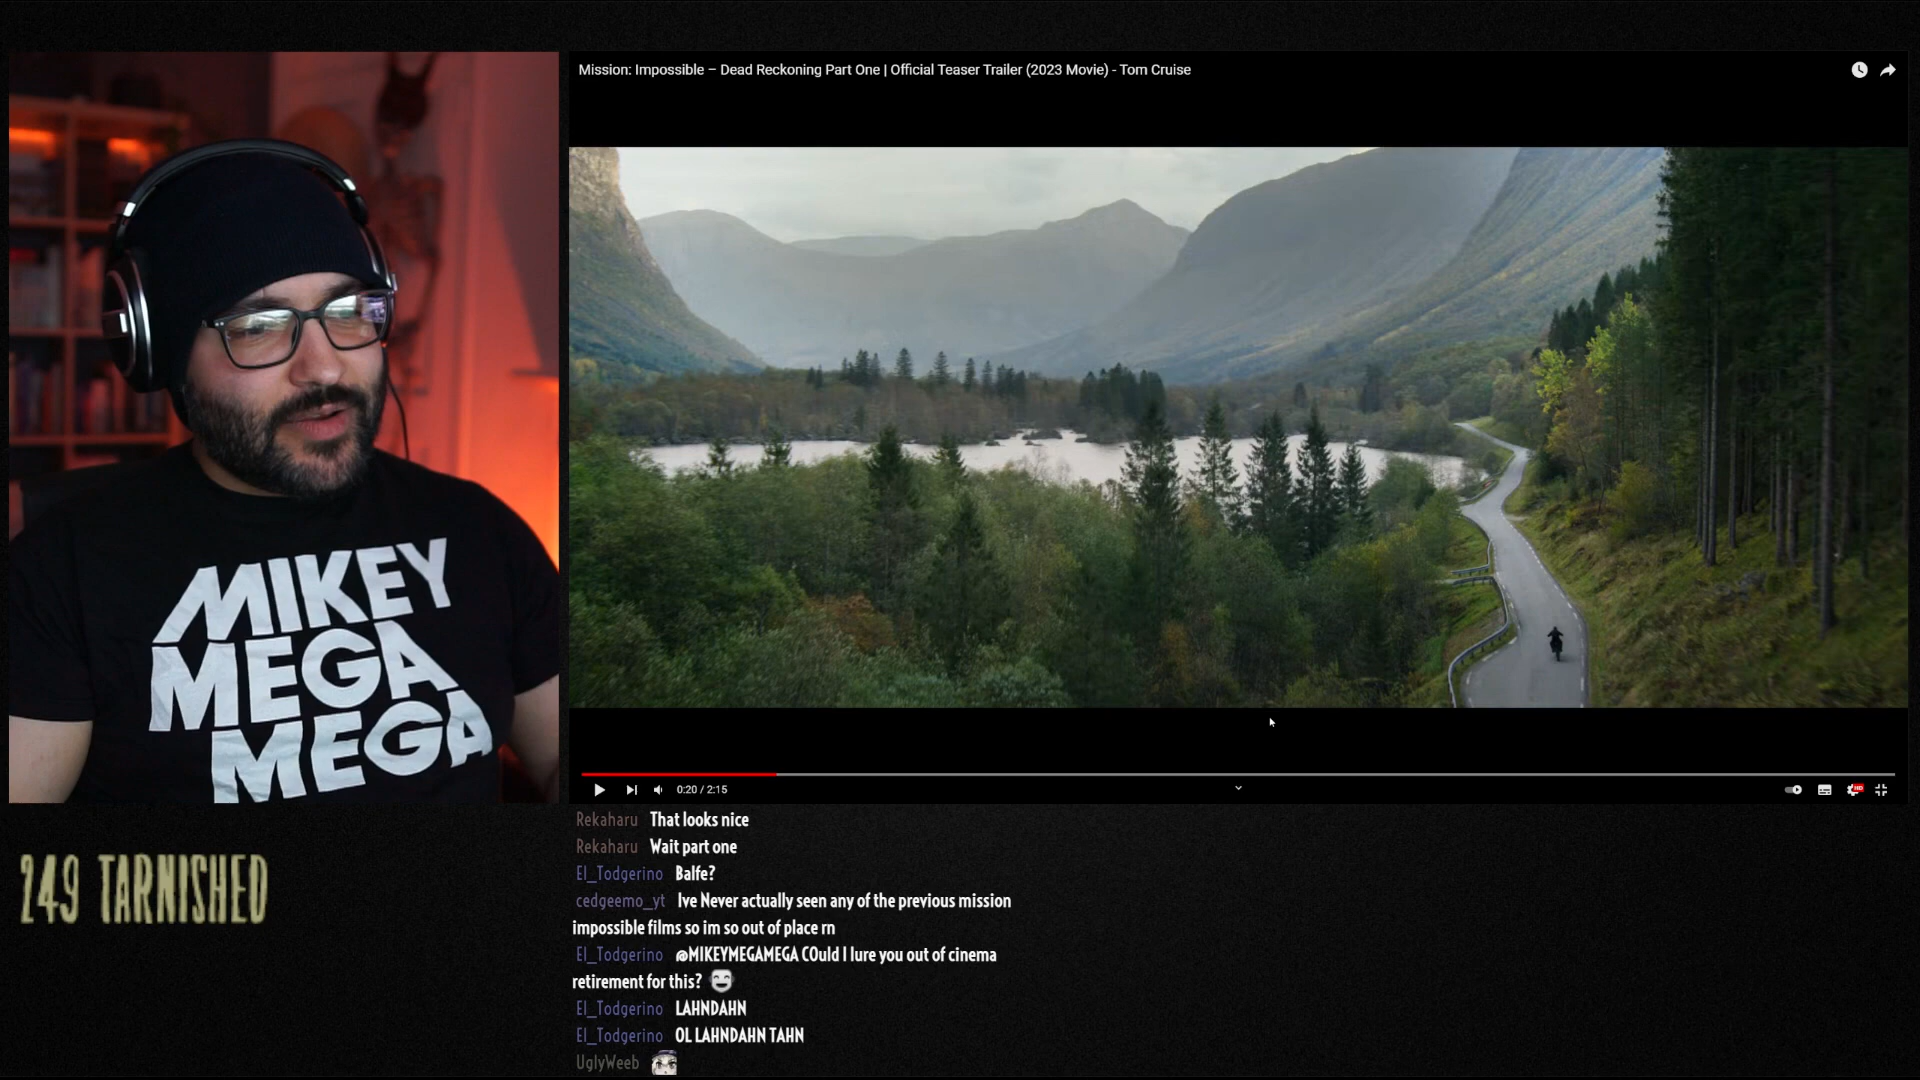 Mission: Impossible – Dead Reckoning Part One | Official Teaser Trailer (2023 Movie) - Tom Cruise
MIKEY
MEGA
MEGA
0:20 / 2:15
HD
249 TARNISHED
Rekaharu That looks nice
Rekaharu Wait part one
El_Todgerino Balfe?
cedgeemo_yt Ive Never actually seen any of the previous mission
impossible films so im so out of place rn
El_Todgerino @MIKEYMEGAMEGA COuld I lure you out of cinema
retirement for this?
El_Todgerino LAHNDAHN
El_Todgerino OL LAHNDAHN TAHN
UglyWeeb